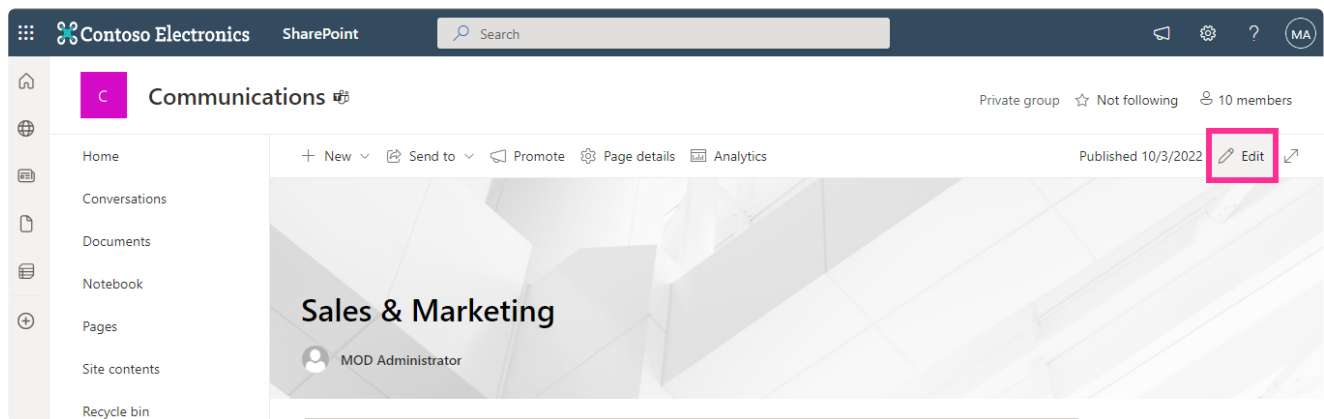 Contoso Electronics SharePoint Search MA
C Communications Private group Not following 10 members
Home New Send to Promote Page details Analytics Published 10/3/2022 Edit
Conversations
Documents
Notebook
Sales & Marketing
Pages
MOD Administrator
Site contents
Recycle bin